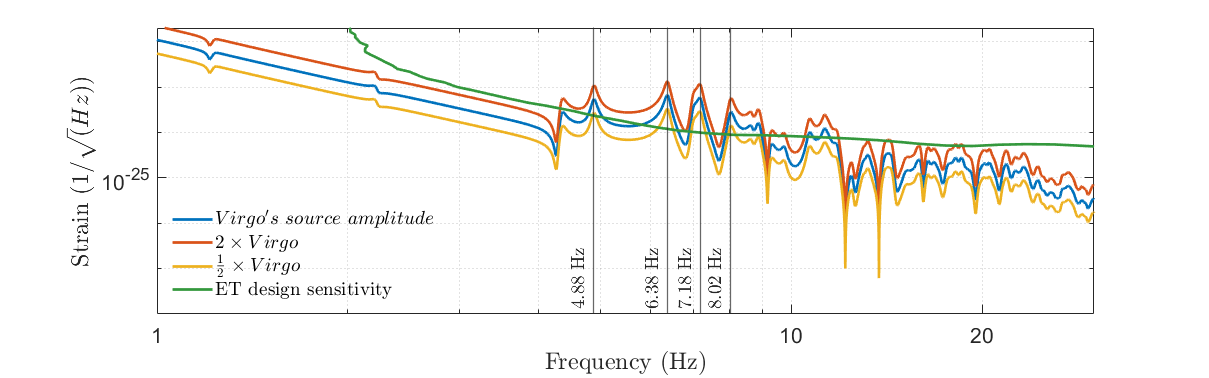 Strain (1/√(Hz))
10^-25
Virgo's source amplitude
2 × Virgo
1/2 × Virgo
ET design sensitivity
4.88 Hz
6.38 Hz
7.18 Hz
8.02 Hz
1
10
20
Frequency (Hz)